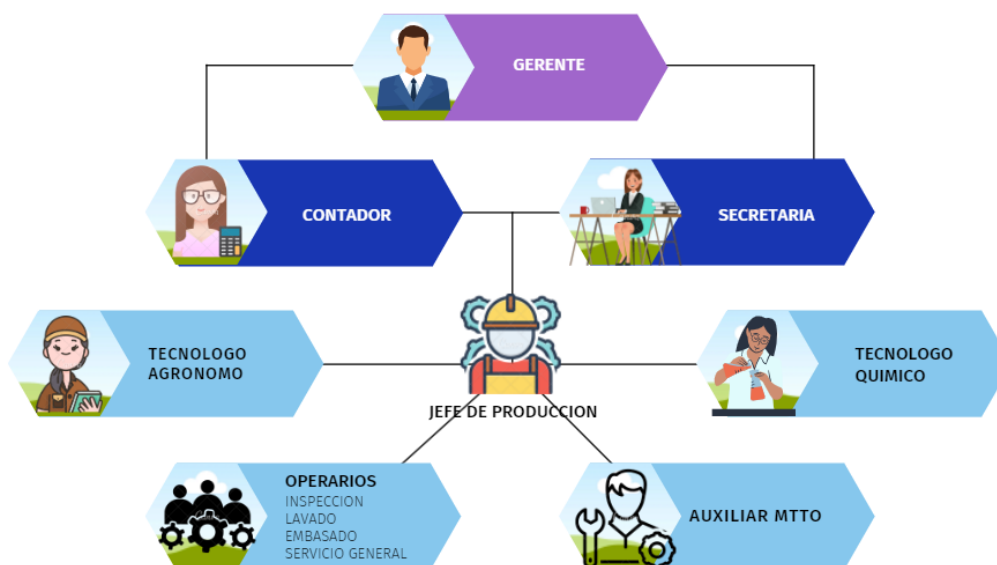 GERENTE
CONTADOR
SECRETARIA
TECNOLOGO
AGRONOMO
TECNOLOGO
QUIMICO
JEFE DE PRODUCCION
OPERARIOS
INSPECCION
LAVADO
EMBASADO
SERVICIO GENERAL
AUXILIAR MTTO